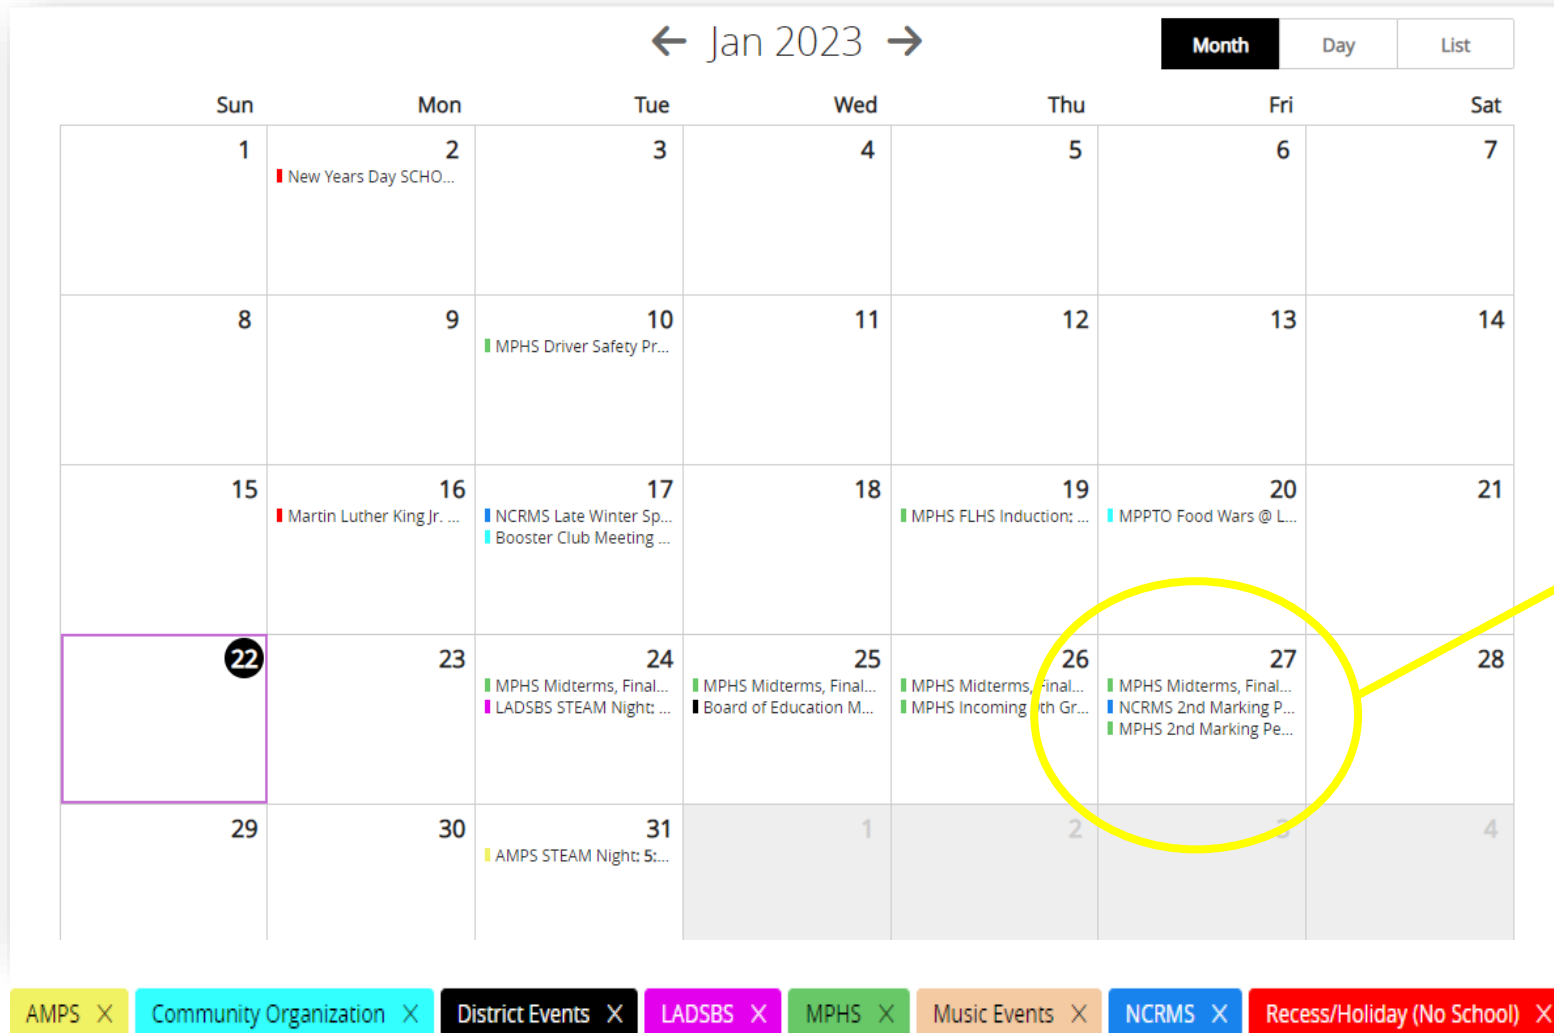 ← Jan 2023 →
Month Day List
Sun Mon Tue Wed Thu Fri Sat
1 2 3 4 5 6 7
New Years Day SCHO...
8 9 10 11 12 13 14
MPHS Driver Safety Pr...
15 16 17 18 19 20 21
Martin Luther King Jr. ... NCRMS Late Winter Sp... MPHS FLHS Induction: ... MPPTO Food Wars @ L...
Booster Club Meeting ...
22 23 24 25 26 27 28
MPHS Midterms, Final... MPHS Midterms, Final... MPHS Midterms, Final... MPHS Midterms, Final...
LADSBS STEAM Night: ... Board of Education M... MPHS Incoming 9th Gr... NCRMS 2nd Marking P...
MPHS 2nd Marking Pe...
29 30 31 1 2 3 4
AMPS STEAM Night: 5:...
AMPS X Community Organization X District Events X LADSBS X MPHS X Music Events X NCRMS X Recess/Holiday (No School) X